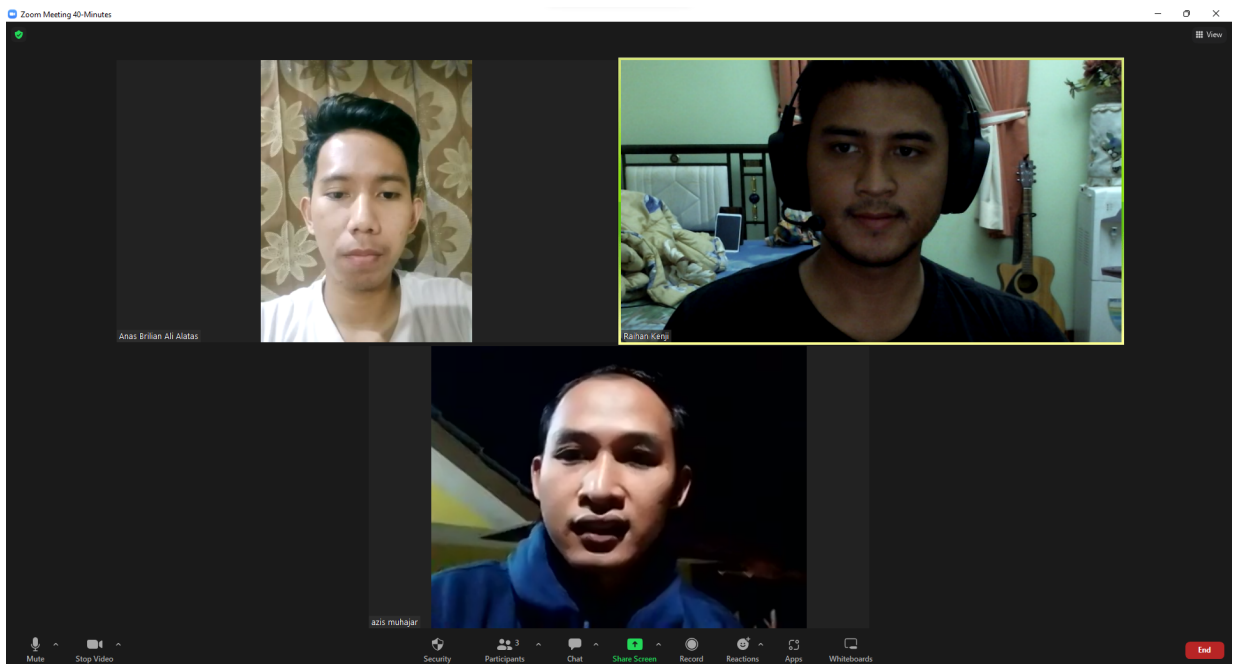 Zoom Meeting 40-Minutes
View
Anas Brilian Ali Alatas
Raihan Kenji
azis muhajar
Mute
Stop Video
Security
3
Participants
Chat
Share Screen
Record
Reactions
Apps
Whiteboards
End